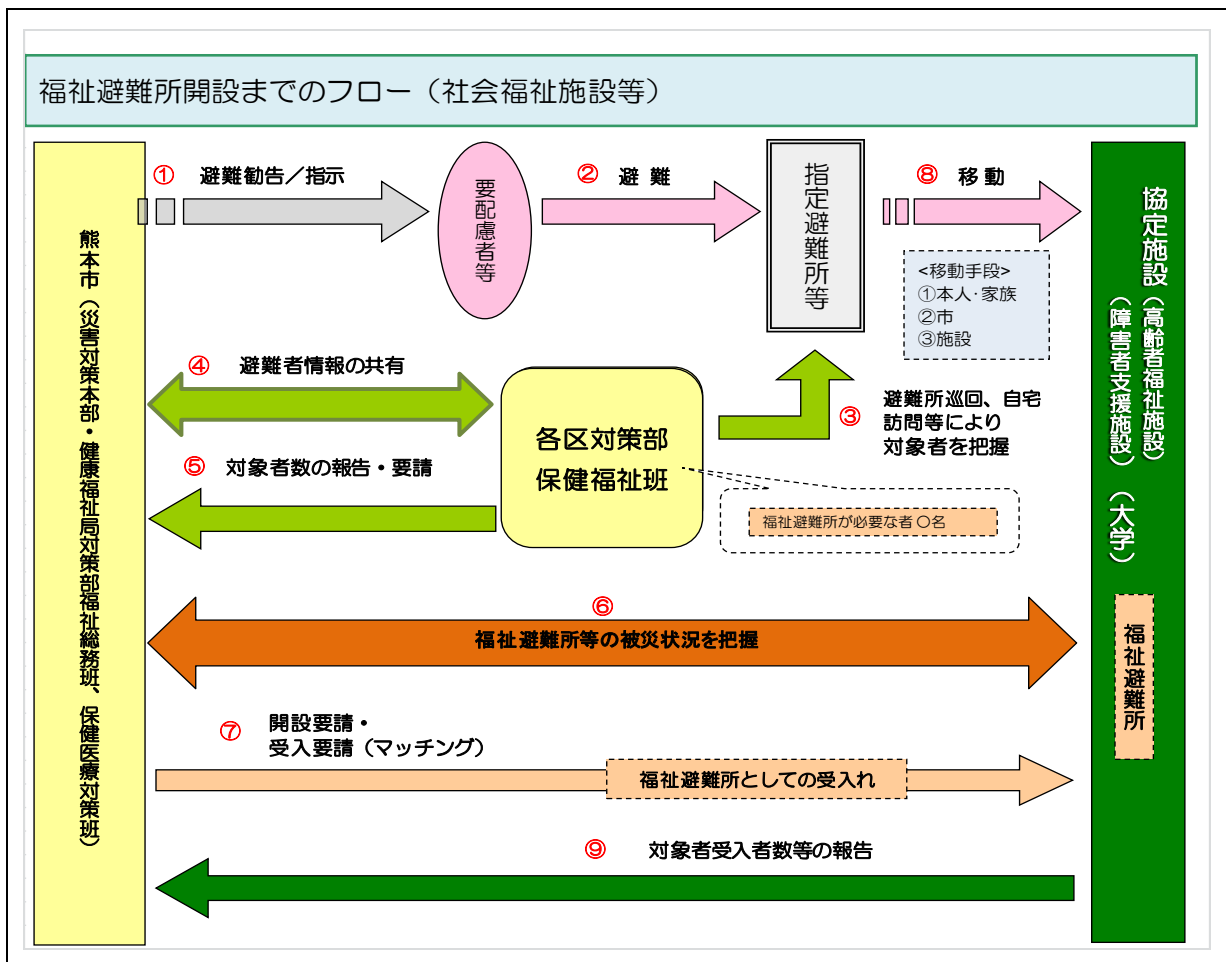 福祉避難所開設までのフロー（社会福祉施設等）
熊本市（災害対策本部・健康福祉局対策部福祉総務班、保健医療対策班）
① 避難勧告／指示
要配慮者等
② 避 難
指定避難所等
⑧ 移 動
<移動手段>
①本人・家族
②市
③施設
協定施設
（高齢者福祉施設）
（障害者支援施設）（大学）
福祉避難所
④ 避難者情報の共有
各区対策部
保健福祉班
③ 避難所巡回、自宅
訪問等により
対象者を把握
⑤ 対象者数の報告・要請
福祉避難所が必要な者 〇名
⑥
福祉避難所等の被災状況を把握
⑦ 開設要請・
受入要請（マッチング）
福祉避難所としての受入れ
⑨ 対象者受入者数等の報告